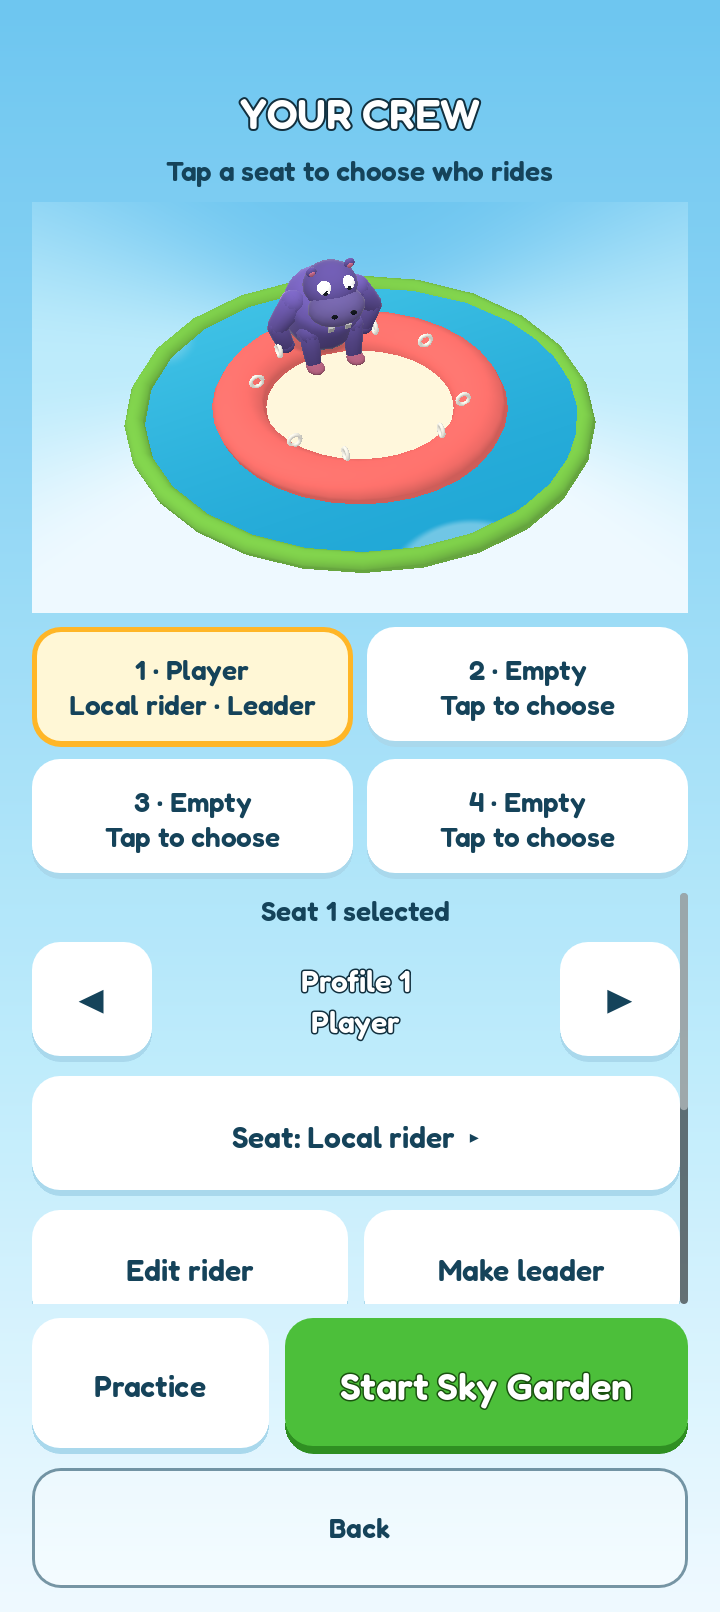 YOUR CREW
Tap a seat to choose who rides
1 · Player
Local rider · Leader
2 · Empty
Tap to choose
3 · Empty
Tap to choose
4 · Empty
Tap to choose
Seat 1 selected
◀
Profile 1
Player
▶
Seat: Local rider ▸
Edit rider
Make leader
Practice
Start Sky Garden
Back